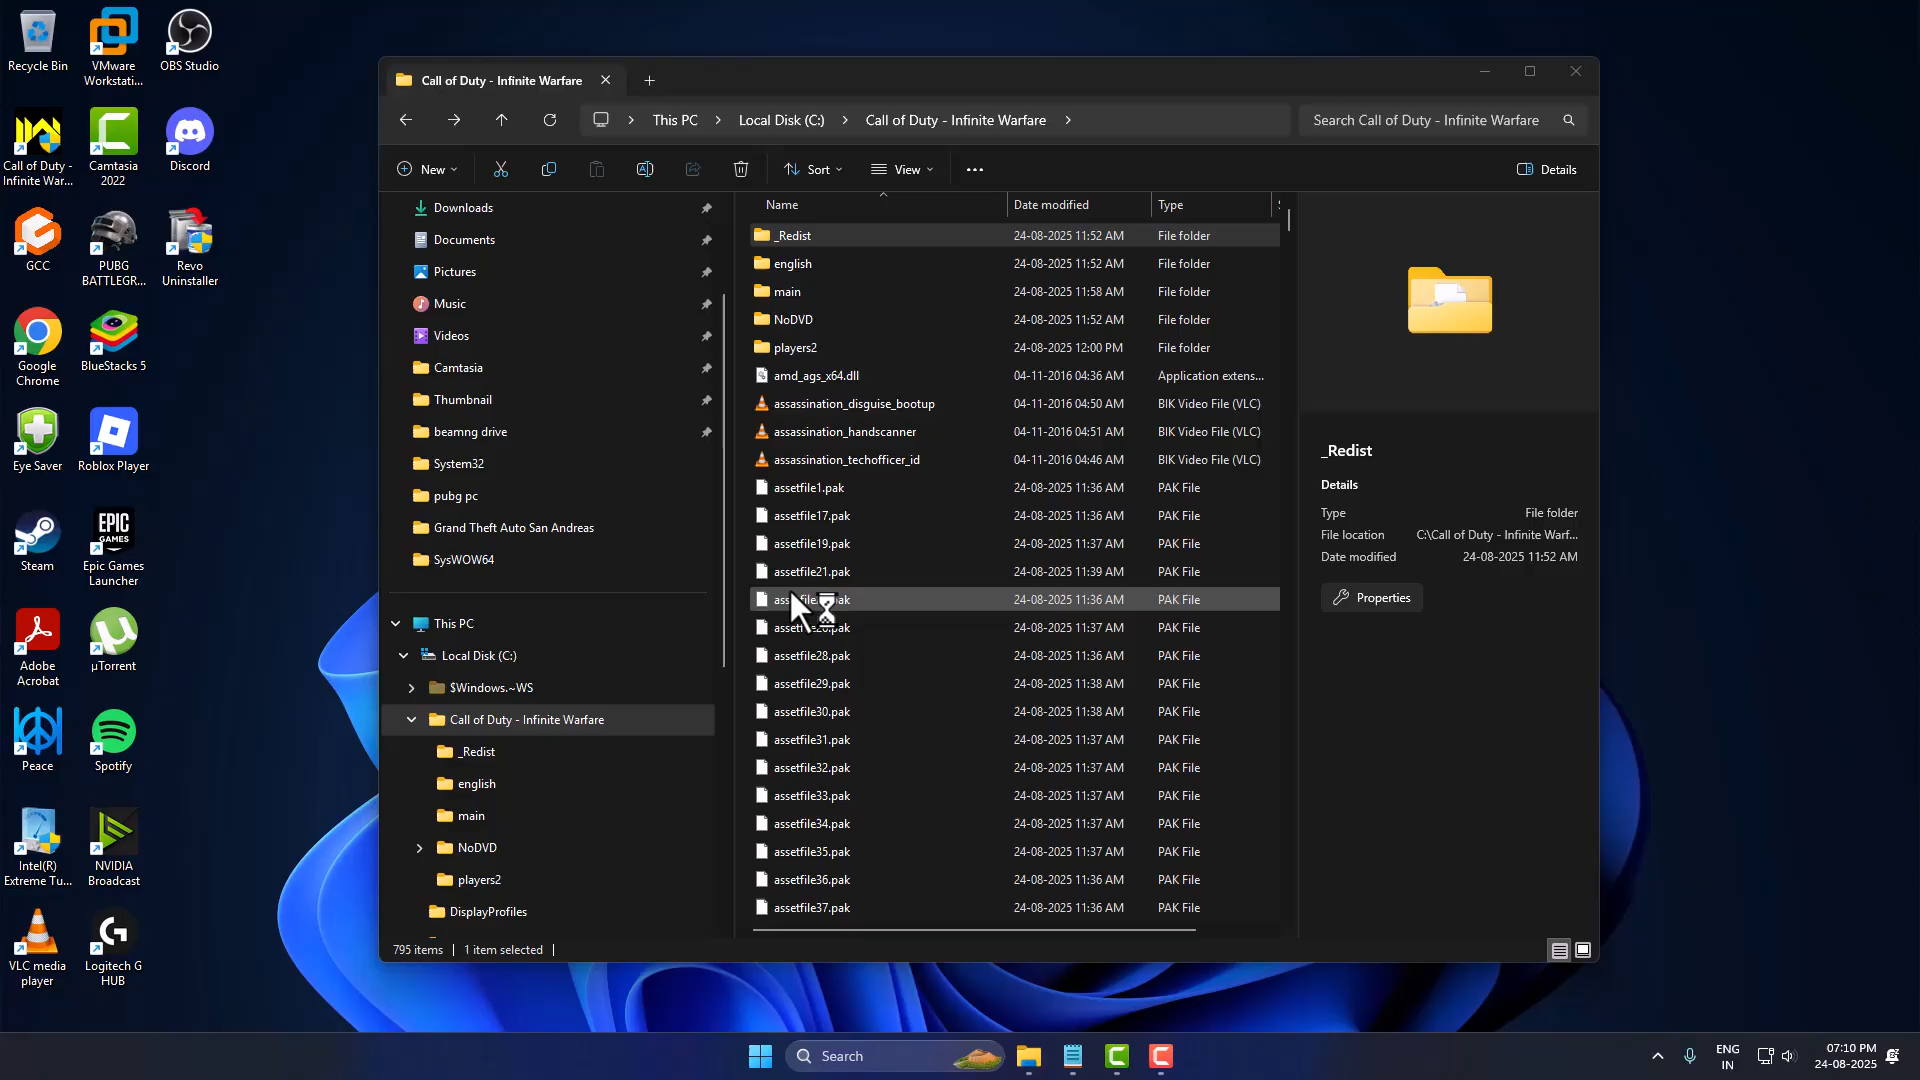 Recycle Bin
VMware
Workstati...
OBS Studio
Call of Duty -
Infinite War...
Camtasia
2022
Discord
GCC
PUBG
BATTLEGR...
Revo
Uninstaller
Google
Chrome
BlueStacks 5
Eye Saver
Roblox Player
Steam
EPIC
GAMES
Epic Games
Launcher
Adobe
Acrobat
µTorrent
Peace
Spotify
Intel(R)
Extreme Tu...
NVIDIA
Broadcast
VLC media
player
Logitech G
HUB
Call of Duty - Infinite Warfare
This PC
Local Disk (C:)
Call of Duty - Infinite Warfare
Search Call of Duty - Infinite Warfare
New
Sort
View
Details
Downloads
Documents
Pictures
Music
Videos
Camtasia
Thumbnail
beamng drive
System32
pubg pc
Grand Theft Auto San Andreas
SysWOW64
This PC
Local Disk (C:)
$Windows.~WS
Call of Duty - Infinite Warfare
_Redist
english
main
NoDVD
players2
DisplayProfiles
Name Date modified Type
_Redist 24-08-2025 11:52 AM File folder
english 24-08-2025 11:52 AM File folder
main 24-08-2025 11:58 AM File folder
NoDVD 24-08-2025 11:52 AM File folder
players2 24-08-2025 12:00 PM File folder
amd_ags_x64.dll 04-11-2016 04:36 AM Application extens...
assassination_disguise_bootup 04-11-2016 04:50 AM BIK Video File (VLC)
assassination_handscanner 04-11-2016 04:51 AM BIK Video File (VLC)
assassination_techofficer_id 04-11-2016 04:46 AM BIK Video File (VLC)
assetfile1.pak 24-08-2025 11:36 AM PAK File
assetfile17.pak 24-08-2025 11:36 AM PAK File
assetfile19.pak 24-08-2025 11:37 AM PAK File
assetfile21.pak 24-08-2025 11:39 AM PAK File
24-08-2025 11:36 AM PAK File
24-08-2025 11:37 AM PAK File
assetfile28.pak 24-08-2025 11:36 AM PAK File
assetfile29.pak 24-08-2025 11:38 AM PAK File
assetfile30.pak 24-08-2025 11:38 AM PAK File
assetfile31.pak 24-08-2025 11:37 AM PAK File
assetfile32.pak 24-08-2025 11:37 AM PAK File
assetfile33.pak 24-08-2025 11:37 AM PAK File
assetfile34.pak 24-08-2025 11:37 AM PAK File
assetfile35.pak 24-08-2025 11:37 AM PAK File
assetfile36.pak 24-08-2025 11:36 AM PAK File
assetfile37.pak 24-08-2025 11:36 AM PAK File
_Redist
Details
Type File folder
File location C:\Call of Duty - Infinite Warf...
Date modified 24-08-2025 11:52 AM
Properties
795 items 1 item selected
Search
ENG
IN
07:10 PM
24-08-2025